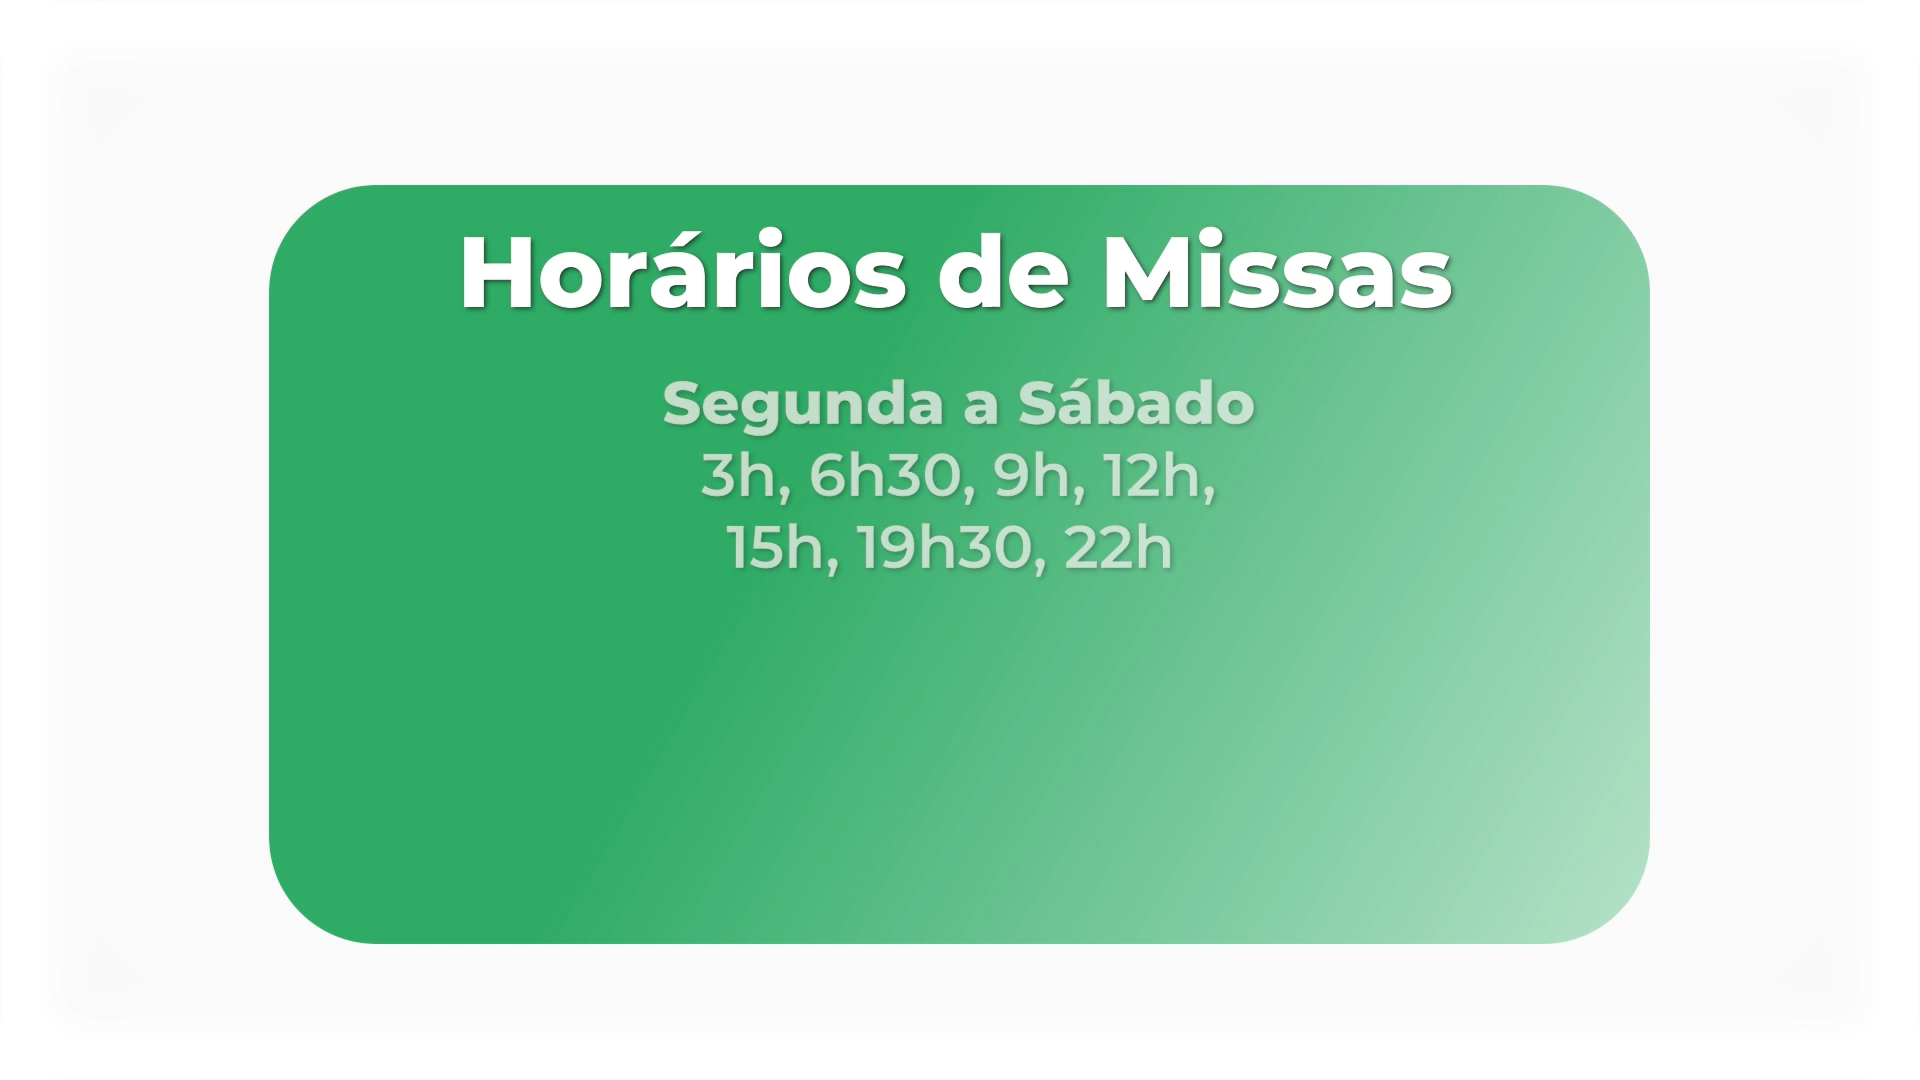 Horários de Missas
Segunda a Sábado
3h, 6h30, 9h, 12h,
15h, 19h30, 22h